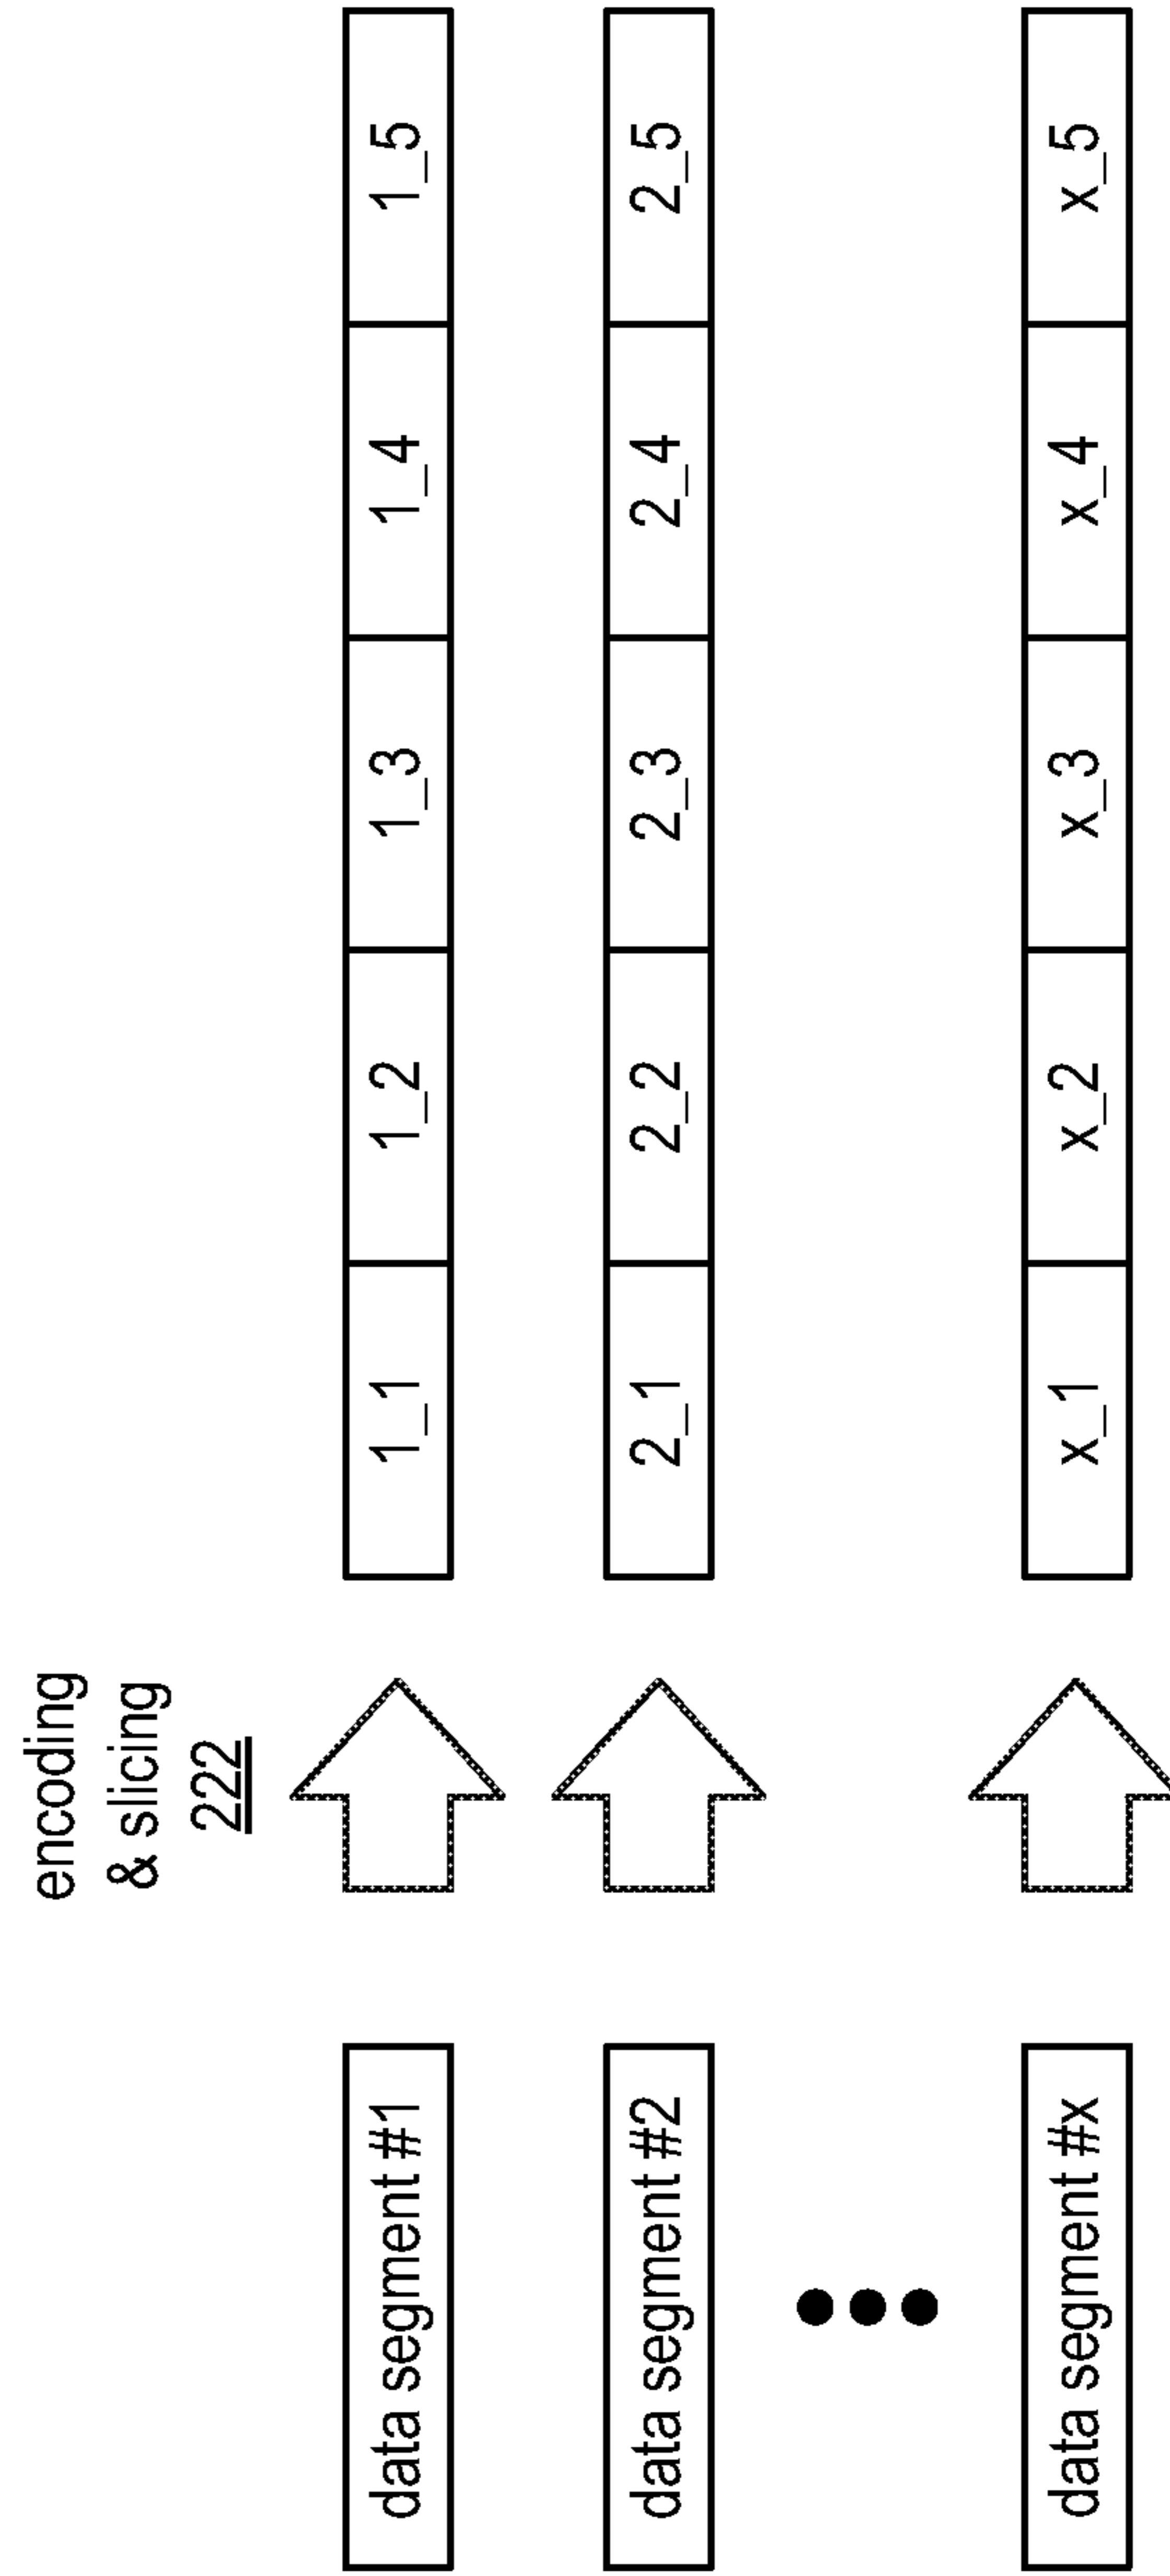 encoding
& slicing
222
data segment #1
1_1
1_2
1_3
1_4
1_5
data segment #2
2_1
2_2
2_3
2_4
2_5
data segment #x
x_1
x_2
x_3
x_4
x_5